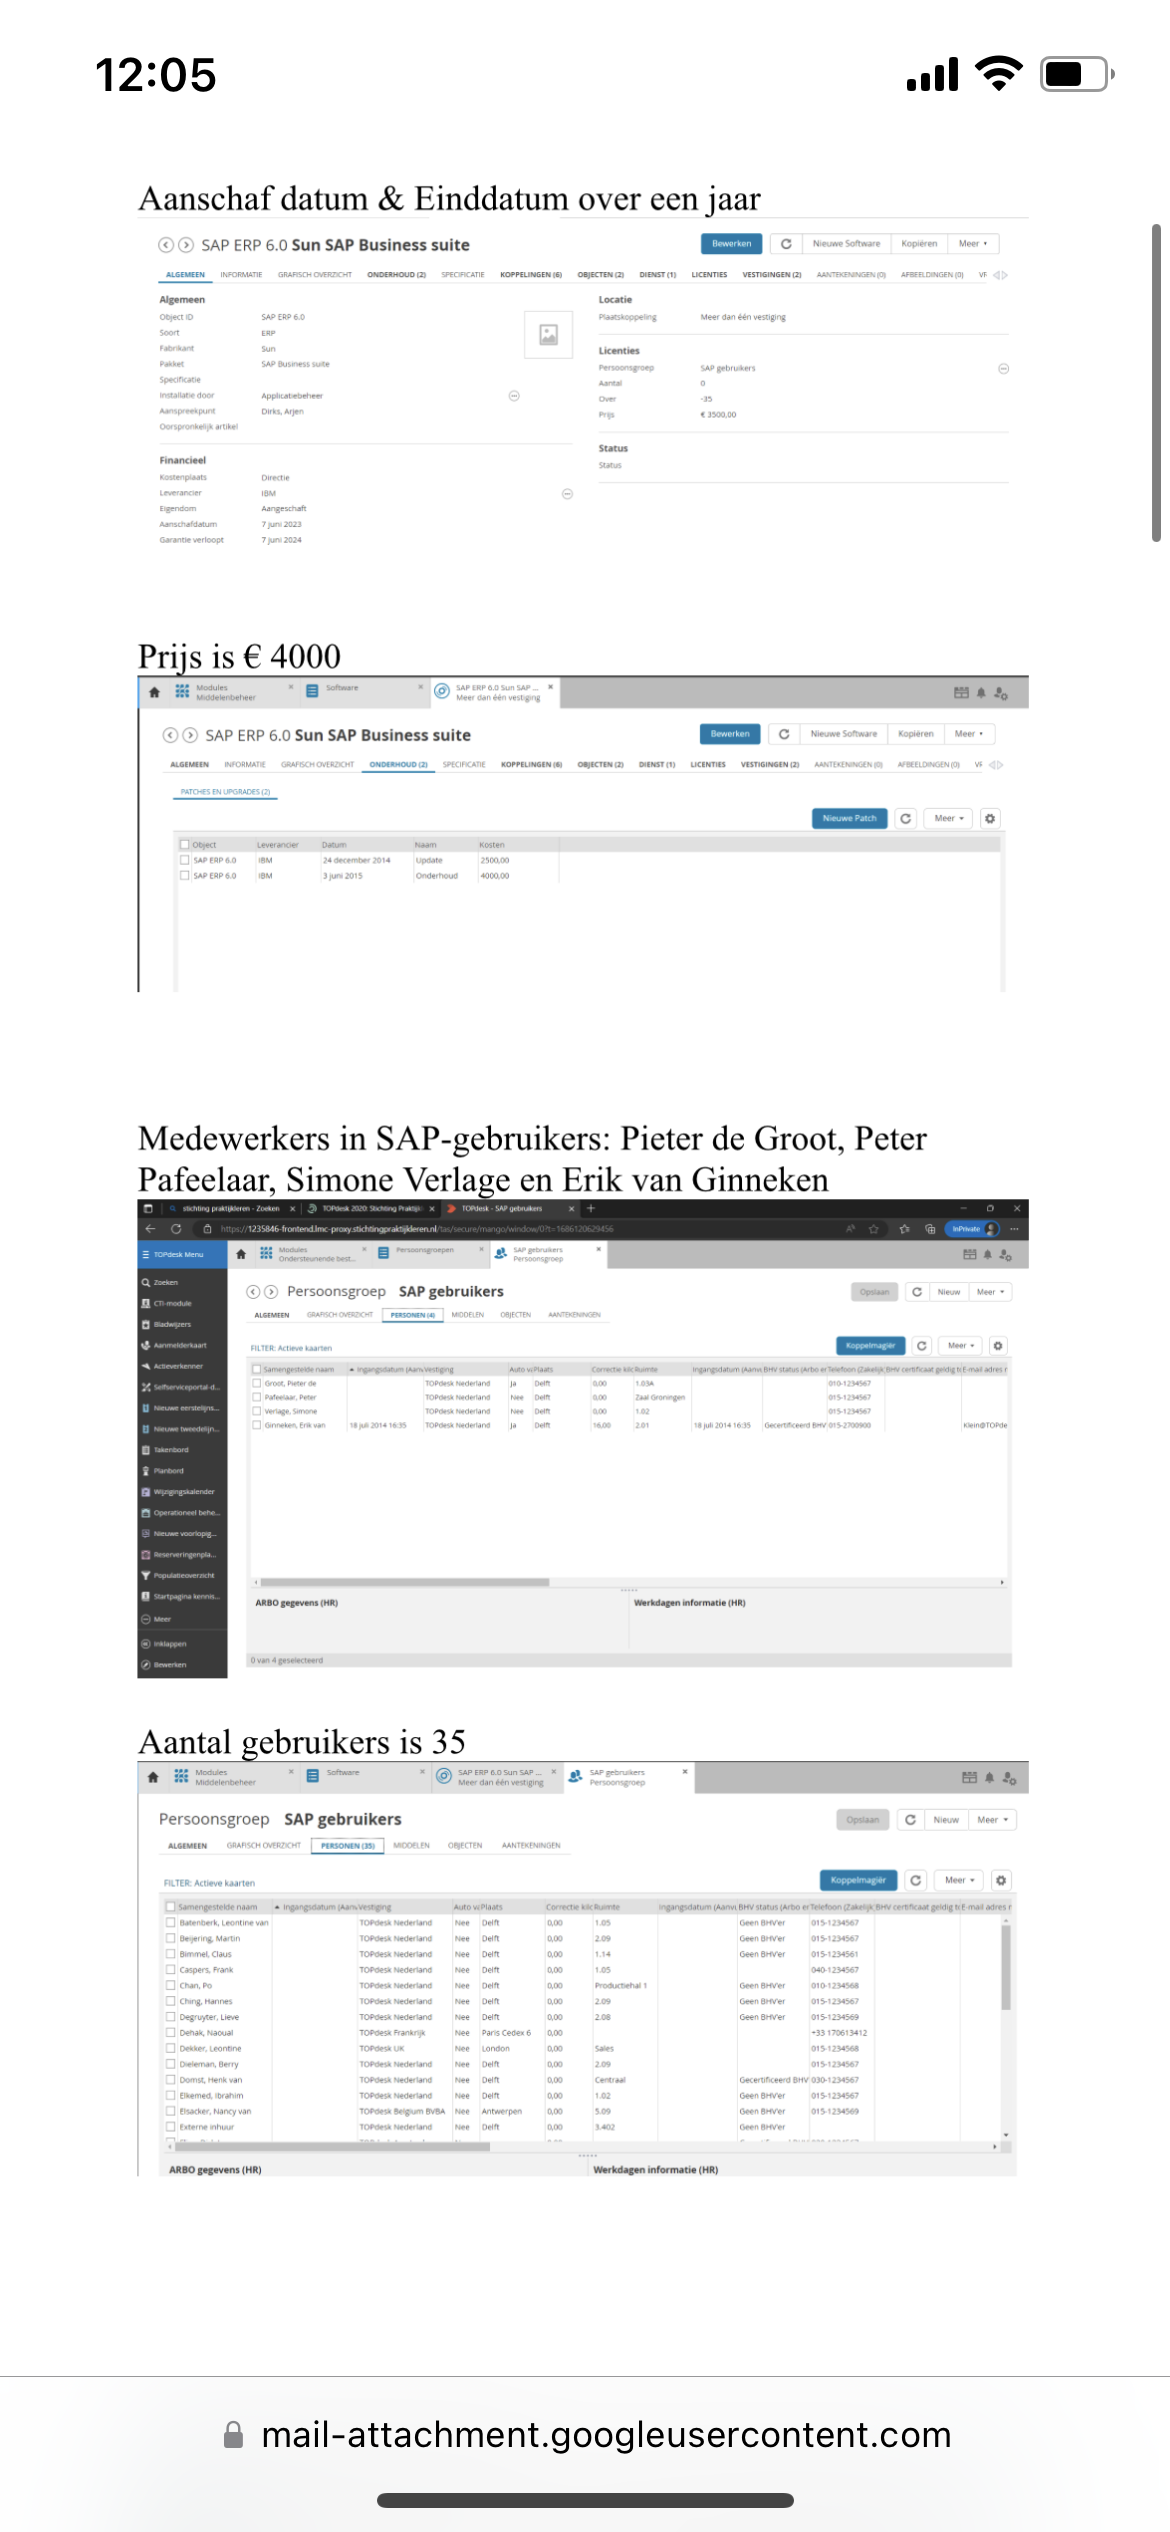 12:05
Aanschaf datum & Einddatum over een jaar
SAP ERP 6.0 Sun SAP Business suite
Bewerken Nieuwe Software Kopiëren Meer
ALGEMEEN INFORMATIE GRAFISCH OVERZICHT ONDERHOUD (2) SPECIFICATIE KOPPELINGEN (6) OBJECTEN (2) DIENST (1) LICENTIES VESTIGINGEN (2) AANTEKENINGEN (0) AFBEELDINGEN (0)
Algemeen
Object ID SAP ERP 6.0
Soort ERP
Fabrikant Sun
Pakket SAP Business suite
Specificatie
Installatie door Applicatiebeheer
Aanspreekpunt Dirks, Arjen
Oorspronkelijk artikel
Financieel
Kostenplaats Directie
Leverancier IBM
Eigendom Aangeschaft
Aanschafdatum 7 juni 2023
Garantie verloopt 7 juni 2024
Locatie
Plaatskoppeling Meer dan één vestiging
Licenties
Persoonsgroep SAP gebruikers
Aantal 0
Over -35
Prijs € 3500,00
Status
Status
Prijs is € 4000
Modules Middelenbeheer
Software
SAP ERP 6.0 Sun SAP ... Meer dan één vestiging
SAP ERP 6.0 Sun SAP Business suite
Bewerken Nieuwe Software Kopiëren Meer
ALGEMEEN INFORMATIE GRAFISCH OVERZICHT ONDERHOUD (2) SPECIFICATIE KOPPELINGEN (6) OBJECTEN (2) DIENST (1) LICENTIES VESTIGINGEN (2) AANTEKENINGEN (0) AFBEELDINGEN (0)
PATCHES EN UPGRADES (2)
Nieuwe Patch Meer
Object Leverancier Datum Naam Kosten
SAP ERP 6.0 IBM 24 december 2014 Update 2500,00
SAP ERP 6.0 IBM 3 juni 2015 Onderhoud 4000,00
Medewerkers in SAP-gebruikers: Pieter de Groot, Peter
Pafeelaar, Simone Verlage en Erik van Ginneken
stichting praktijkleren - Zoeken
TOPdesk 2020: Stichting Praktijk
TOPdesk - SAP gebruikers
https://1235846-frontend.lmc-proxy.stichtingpraktijkleren.nl/tas/secure/mango/window/0?t=1686120629456
InPrivate
TOPdesk Menu
Modules Ondersteunende best...
Persoonsgroepen
SAP gebruikers Persoonsgroep
Zoeken
CTI-module
Bladwijzers
Aanmelderkaart
Actieverkenner
Selfserviceportal-d...
Nieuwe eerstelijns...
Nieuwe tweedelijn...
Takenbord
Planbord
Wijzigingskalender
Operationeel behe...
Nieuwe voorlopig...
Reserveringenpla...
Populatieoverzicht
Startpagina kennis...
Meer
Inklappen
Bewerken
Persoonsgroep SAP gebruikers
Opslaan Nieuw Meer
ALGEMEEN GRAFISCH OVERZICHT PERSONEN (4) MIDDELEN OBJECTEN AANTEKENINGEN
FILTER: Actieve kaarten
Koppelmagiër Meer
Samengestelde naam Ingangsdatum (Aanv Vestiging Auto v Plaats Correctie kilo Ruimte Ingangsdatum (Aanv BHV status (Arbo er Telefoon (Zakelijk BHV certificaat geldig t E-mail adres
Groot, Pieter de TOPdesk Nederland Ja Delft 0,00 1.03A 010-1234567
Pafeelaar, Peter TOPdesk Nederland Nee Delft 0,00 Zaal Groningen 015-1234567
Verlage, Simone TOPdesk Nederland Nee Delft 0,00 1.02 015-1234567
Ginneken, Erik van 18 juli 2014 16:35 TOPdesk Nederland Ja Delft 16,00 2.01 18 juli 2014 16:35 Gecertificeerd BHV 015-2700900 Klein@TOPde
ARBO gegevens (HR) Werkdagen informatie (HR)
0 van 4 geselecteerd
Aantal gebruikers is 35
Modules Middelenbeheer
Software
SAP ERP 6.0 Sun SAP ... Meer dan één vestiging
SAP gebruikers Persoonsgroep
Persoonsgroep SAP gebruikers
Opslaan Nieuw Meer
ALGEMEEN GRAFISCH OVERZICHT PERSONEN (35) MIDDELEN OBJECTEN AANTEKENINGEN
FILTER: Actieve kaarten
Koppelmagiër Meer
Samengestelde naam Ingangsdatum (Aanv Vestiging Auto v Plaats Correctie kilo Ruimte Ingangsdatum (Aanv BHV status (Arbo er Telefoon (Zakelijk BHV certificaat geldig t E-mail adres
Batenberk, Leontine van TOPdesk Nederland Nee Delft 0,00 1.05 Geen BHV'er 015-1234567
Beijering, Martin TOPdesk Nederland Nee Delft 0,00 2.09 Geen BHV'er 015-1234567
Bimmel, Claus TOPdesk Nederland Nee Delft 0,00 1.14 Geen BHV'er 015-1234561
Caspers, Frank TOPdesk Nederland Nee Delft 0,00 1.05 040-1234567
Chan, Po TOPdesk Nederland Nee Delft 0,00 Productiehal 1 Geen BHV'er 010-1234568
Ching, Hannes TOPdesk Nederland Nee Delft 0,00 2.09 Geen BHV'er 015-1234567
Degruyter, Lieve TOPdesk Nederland Nee Delft 0,00 2.08 Geen BHV'er 015-1234569
Dehak, Naoual TOPdesk Frankrijk Nee Paris Cedex 6 0,00 +33 170613412
Dekker, Leontine TOPdesk UK Nee London 0,00 Sales 015-1234568
Dieleman, Berry TOPdesk Nederland Nee Delft 0,00 2.09 015-1234567
Domst, Henk van TOPdesk Nederland Nee Delft 0,00 Centraal Gecertificeerd BHV 030-1234567
Elkemed, Ibrahim TOPdesk Nederland Nee Delft 0,00 1.02 Geen BHV'er 015-1234567
Elsacker, Nancy van TOPdesk Belgium BVBA Nee Antwerpen 0,00 5.09 Geen BHV'er 015-1234569
Externe inhuur TOPdesk Nederland Nee Delft 0,00 3.402 Geen BHV'er
ARBO gegevens (HR) Werkdagen informatie (HR)
mail-attachment.googleusercontent.com